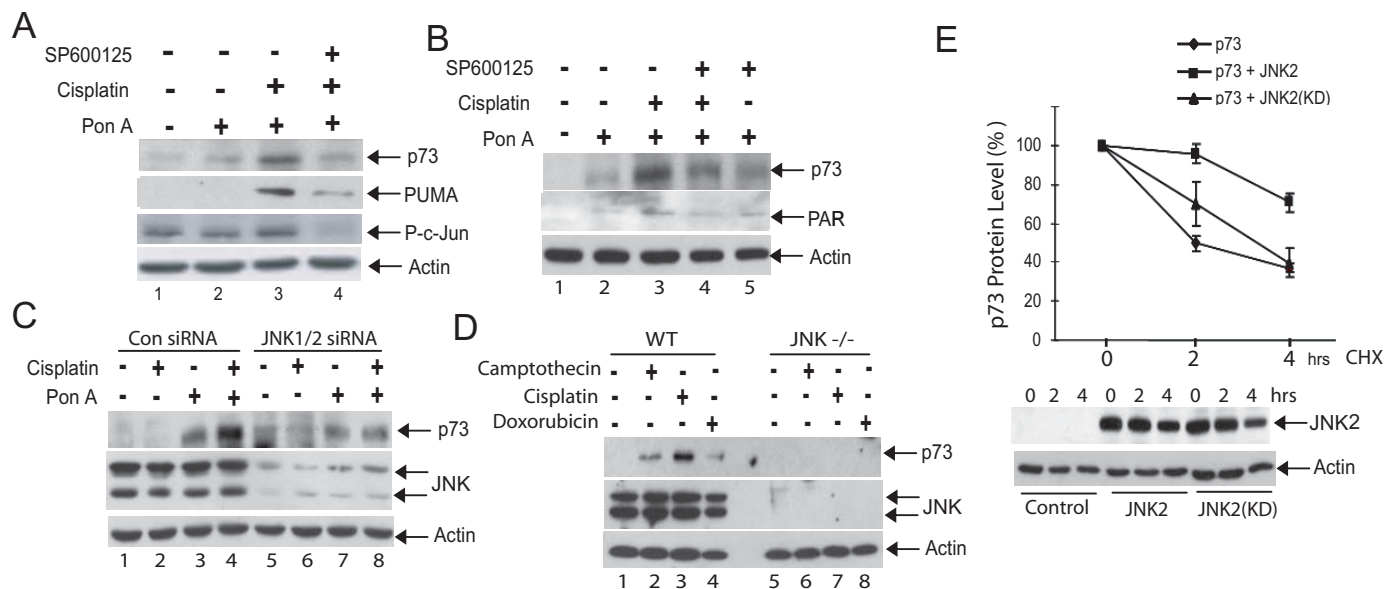 A
SP600125 - - - +
Cisplatin - - + +
Pon A - + + +
p73
PUMA
P-c-Jun
Actin
1 2 3 4
B
SP600125 - - - + +
Cisplatin - - + + -
Pon A - + + + +
p73
PAR
Actin
1 2 3 4 5
C
Con siRNA JNK1/2 siRNA
Cisplatin - + - + - + - +
Pon A - - + + - - + +
p73
JNK
Actin
1 2 3 4 5 6 7 8
D
WT JNK -/-
Camptothecin - + - - - + - -
Cisplatin - - + - - - + -
Doxorubicin - - - + - - - +
p73
JNK
Actin
1 2 3 4 5 6 7 8
E
p73
p73 + JNK2
p73 + JNK2(KD)
p73 Protein Level (%)
100
80
60
40
20
0
0 2 4 hrs CHX
0 2 4 0 2 4 0 2 4 hrs
JNK2
Actin
Control JNK2 JNK2(KD)